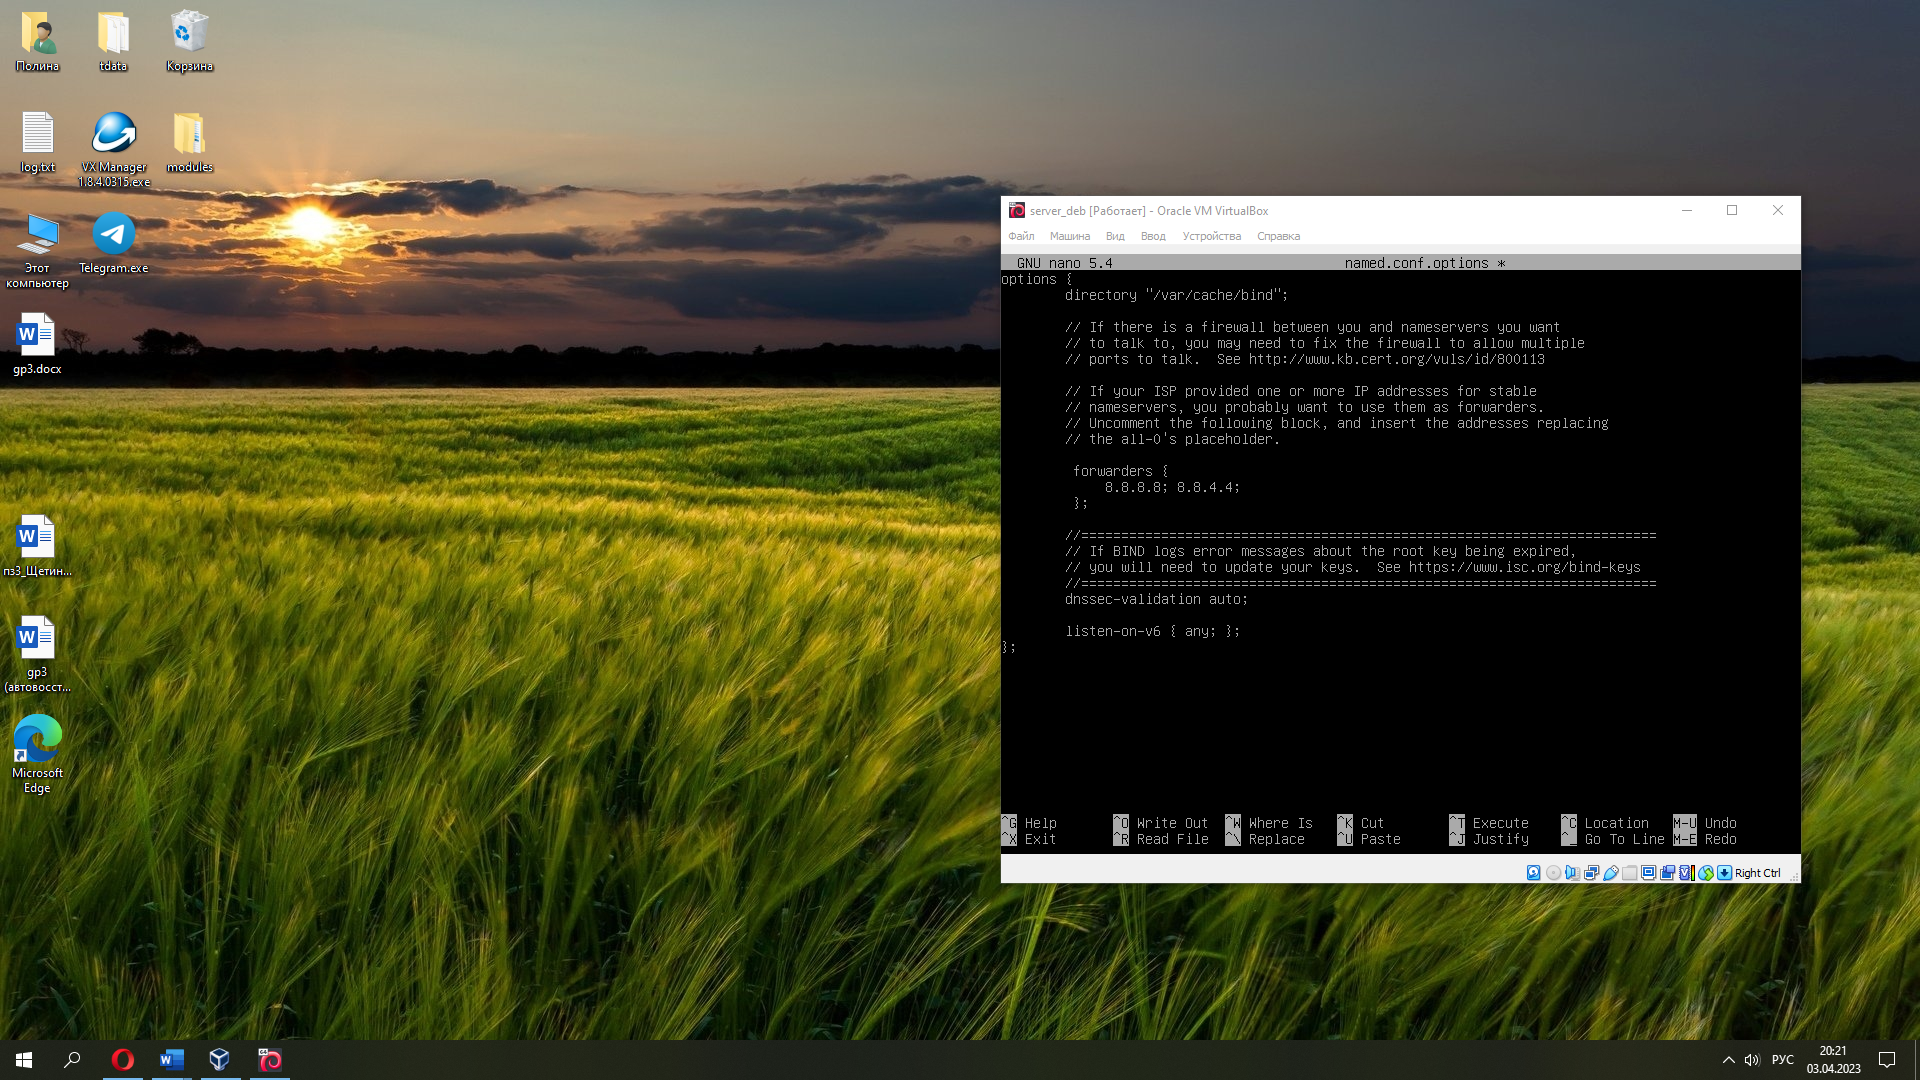 Полина
tdata
Корзина
log.txt
VX Manager
1.8.4.0315.exe
modules
Этот
компьютер
Telegram.exe
gp3.docx
пз3_Щетин...
gp3
(автовосст...
Microsoft
Edge
server_deb [Работает] - Oracle VM VirtualBox
Файл Машина Вид Ввод Устройства Справка
GNU nano 5.4 named.conf.options *
options {
directory "/var/cache/bind";
// If there is a firewall between you and nameservers you want
// to talk to, you may need to fix the firewall to allow multiple
// ports to talk.  See http://www.kb.cert.org/vuls/id/800113
// If your ISP provided one or more IP addresses for stable
// nameservers, you probably want to use them as forwarders.
// Uncomment the following block, and insert the addresses replacing
// the all-0's placeholder.
forwarders {
8.8.8.8; 8.8.4.4;
};
//========================================================================
// If BIND logs error messages about the root key being expired,
// you will need to update your keys.  See https://www.isc.org/bind-keys
//========================================================================
dnssec-validation auto;
listen-on-v6 { any; };
};
^G Help ^O Write Out ^W Where Is ^K Cut ^T Execute ^C Location M-U Undo
^X Exit ^R Read File ^\ Replace ^U Paste ^J Justify ^_ Go To Line M-E Redo
Right Ctrl
РУС
20:21
03.04.2023